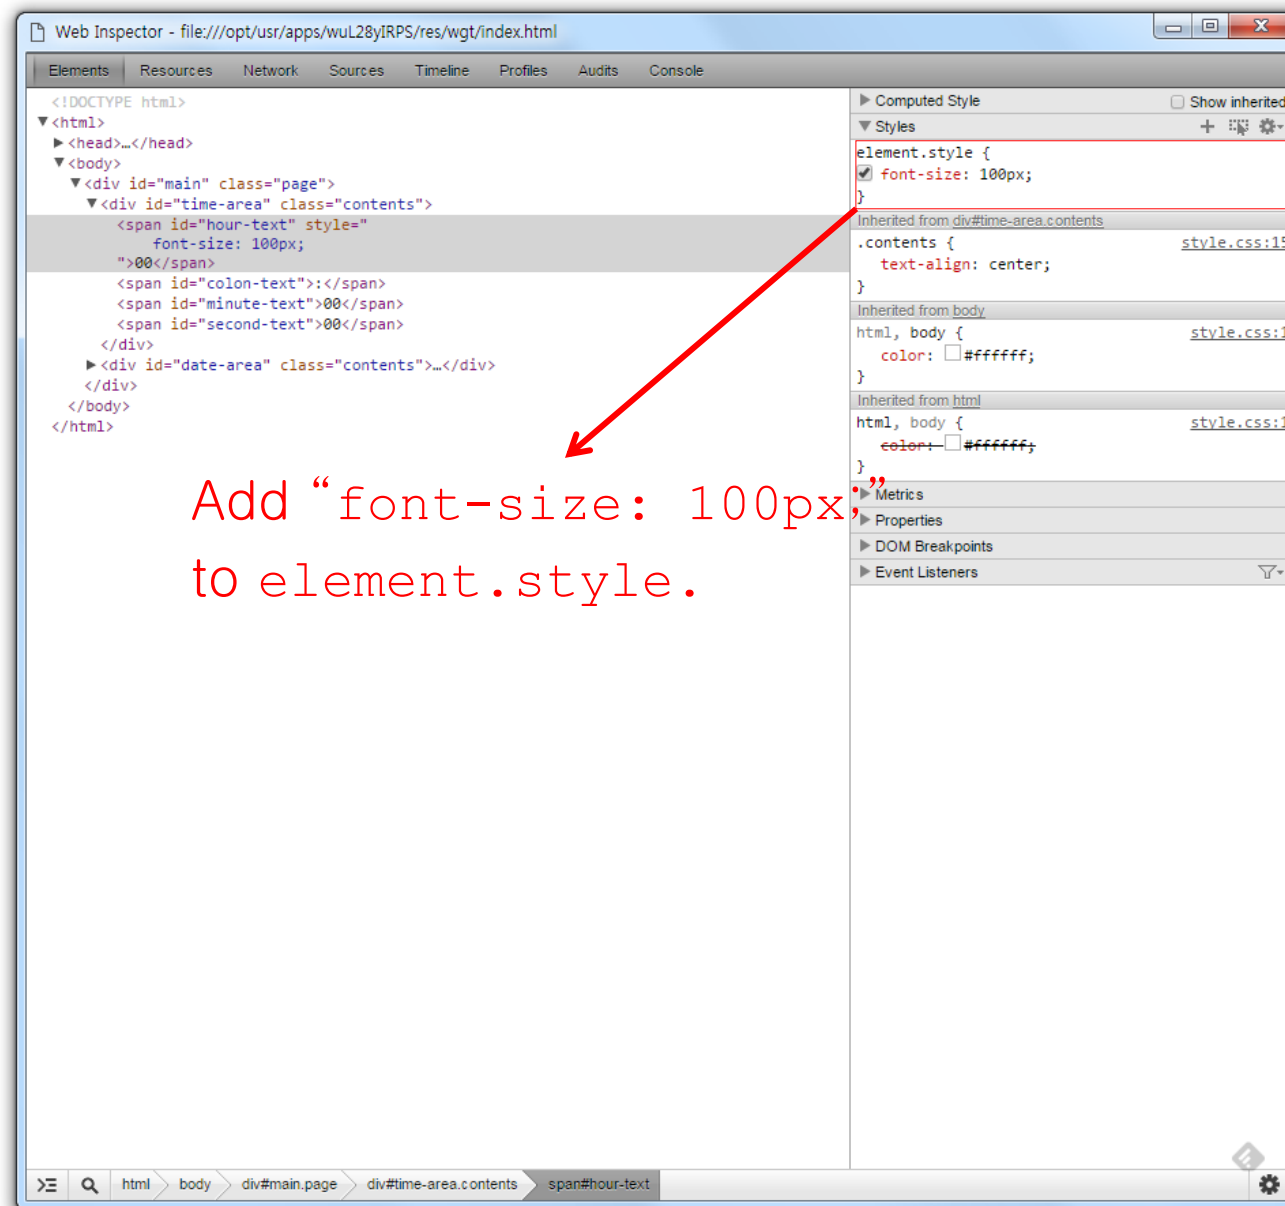 Web Inspector - file:///opt/usr/apps/wuL28yIRPS/res/wgt/index.html
Elements Resources Network Sources Timeline Profiles Audits Console
<!DOCTYPE html>
▼<html>
▶<head>…</head>
▼<body>
▼<div id="main" class="page">
▼<div id="time-area" class="contents">
<span id="hour-text" style="
font-size: 100px;
">00</span>
<span id="colon-text">:</span>
<span id="minute-text">00</span>
<span id="second-text">00</span>
</div>
▶<div id="date-area" class="contents">…</div>
</div>
</body>
</html>
▶ Computed Style Show inherited
▼ Styles
element.style {
font-size: 100px;
}
Inherited from div#time-area.contents
.contents { style.css:15
text-align: center;
}
Inherited from body
html, body { style.css:1
color: #ffffff;
}
Inherited from html
html, body { style.css:1
color: #ffffff;
}
▶ Metrics
▶ Properties
▶ DOM Breakpoints
▶ Event Listeners
Add “font-size: 100px;”
to element.style.
html body div#main.page div#time-area.contents span#hour-text